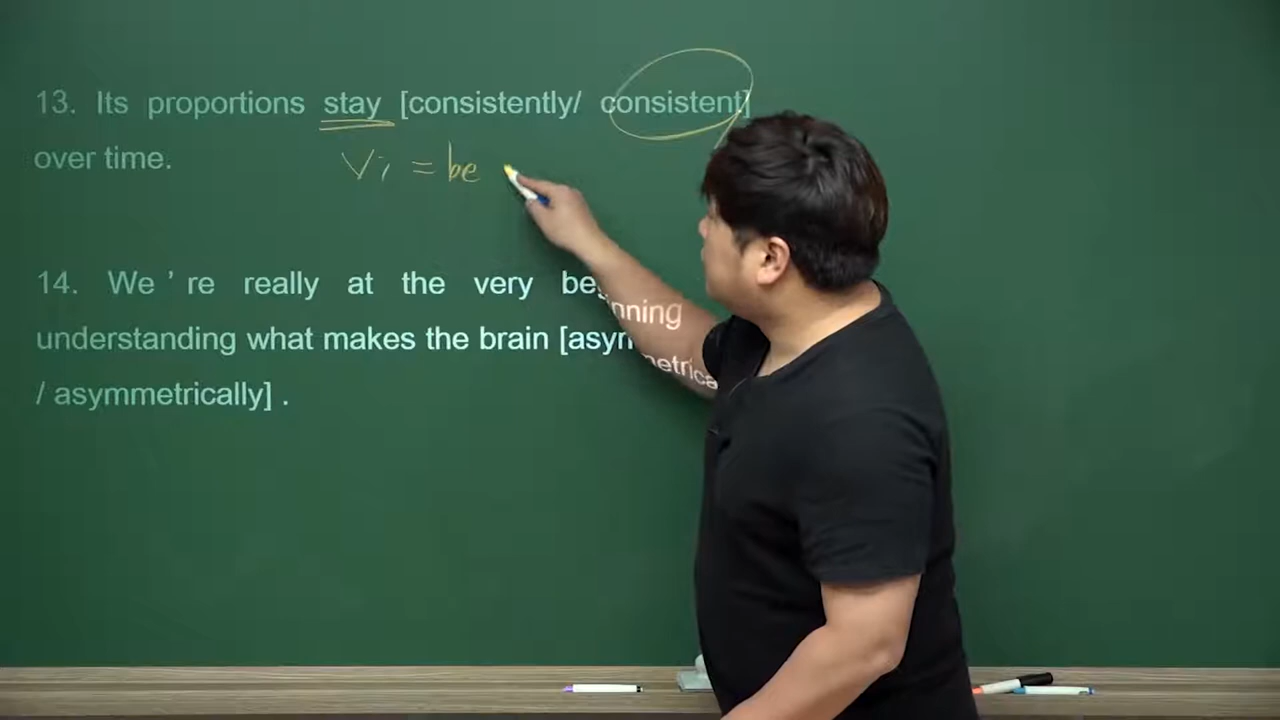 13. Its proportions stay [consistently/ consistent]
over time.
Vi = be
14. We ' re really at the very beginning
understanding what makes the brain [asymmetrical
/ asymmetrically] .